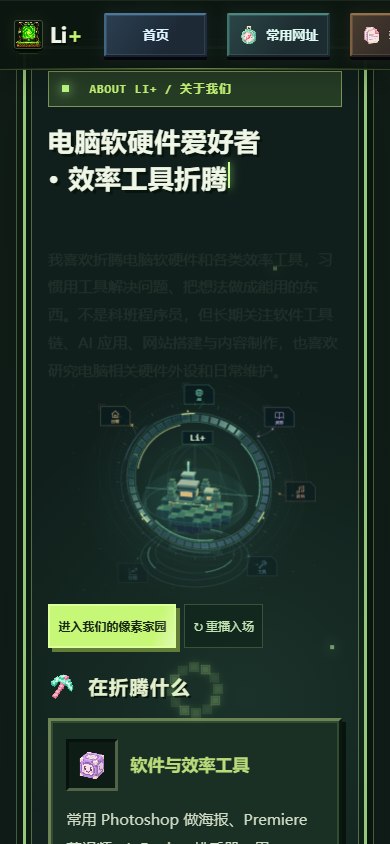 Li+
首页
常用网址
ABOUT LI+ / 关于我们
电脑软硬件爱好者
• 效率工具折腾
我喜欢折腾电脑软硬件和各类效率工具，习
惯用工具解决问题、把想法做成能用的东
西。不是科班程序员，但长期关注软件工具
链、AI 应用、网站搭建与内容制作，也喜欢
研究电脑相关硬件外设和日常维护。
Li+
进入我们的像素家园
↻ 重播入场
在折腾什么
软件与效率工具
常用 Photoshop 做海报、Premiere